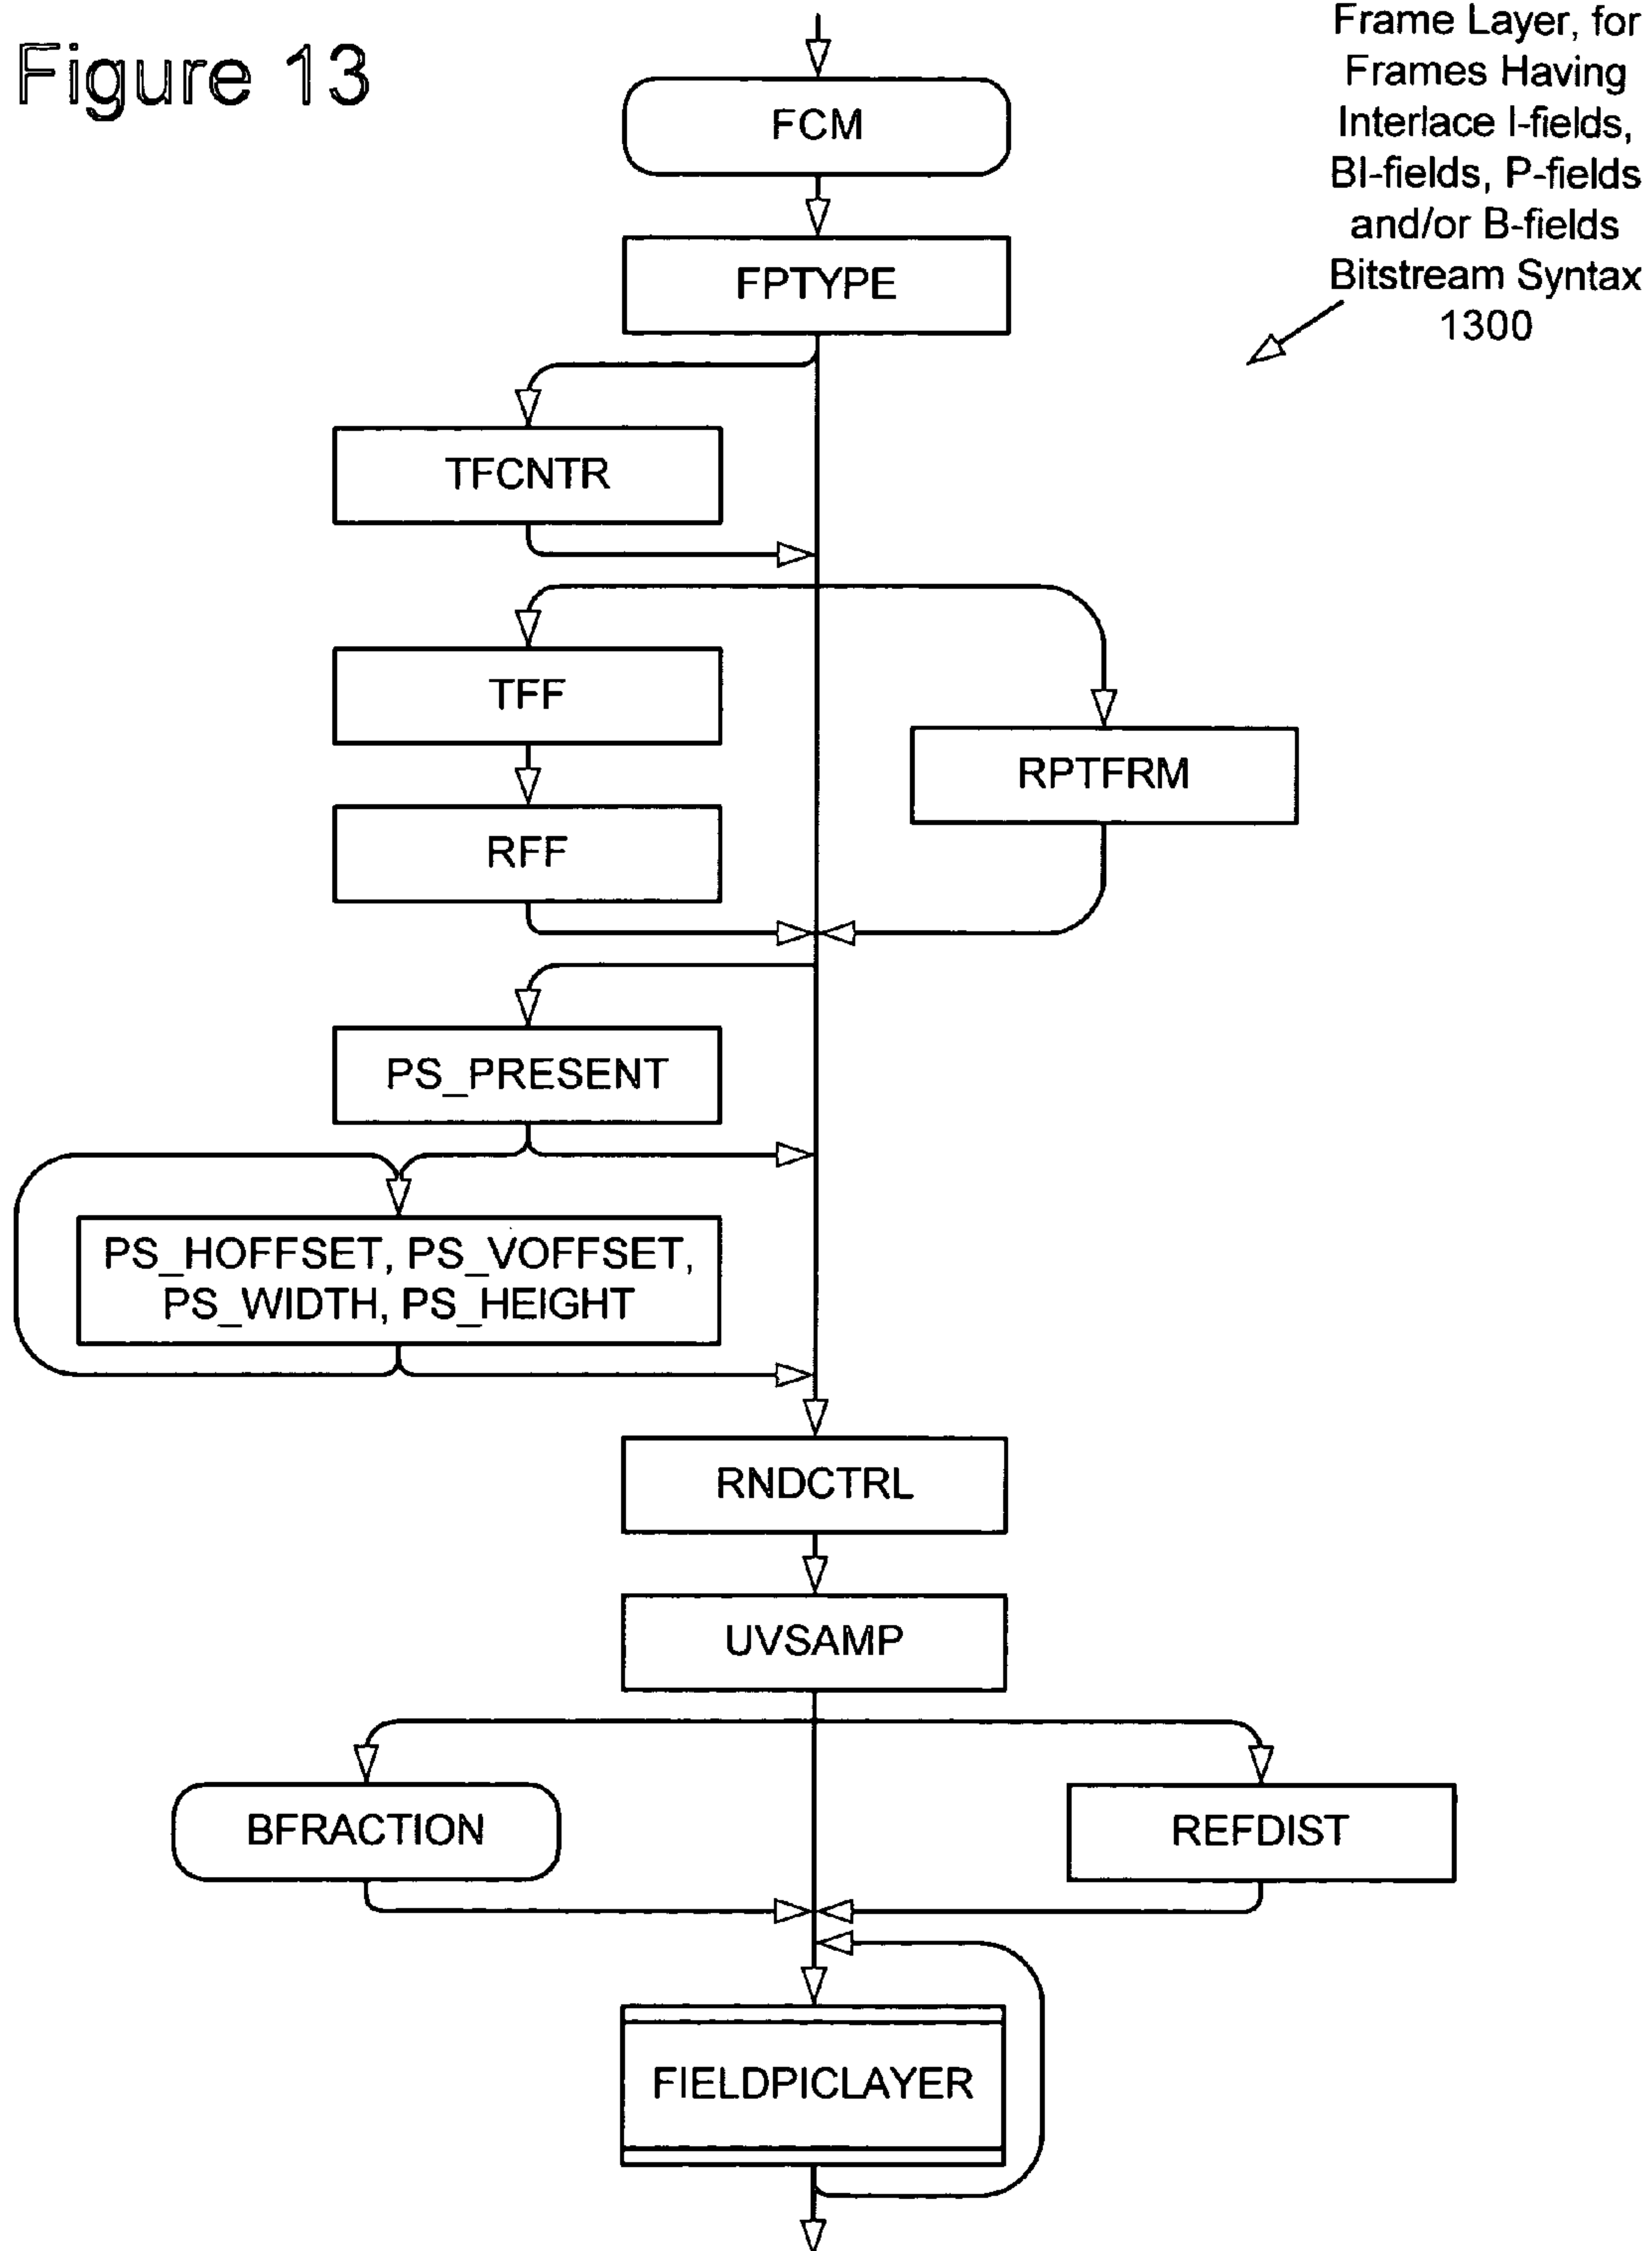 Figure 13
Frame Layer, for
Frames Having
Interlace I-fields,
BI-fields, P-fields
and/or B-fields
Bitstream Syntax
1300
FCM
FPTYPE
TFCNTR
TFF
RPTFRM
RFF
PS_PRESENT
PS_HOFFSET, PS_VOFFSET,
PS_WIDTH, PS_HEIGHT
RNDCTRL
UVSAMP
BFRACTION
REFDIST
FIELDPICLAYER